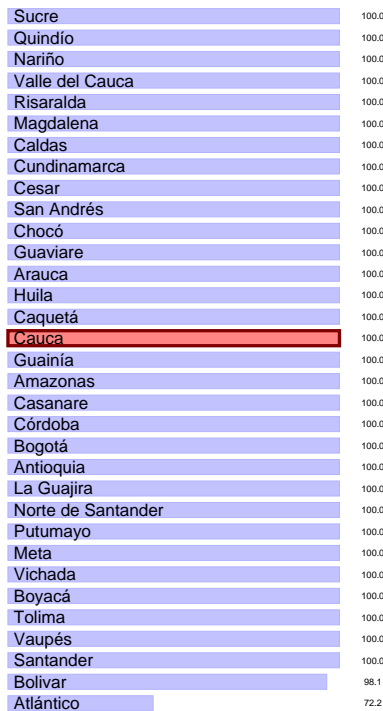 Sucre 100.0
Quindío 100.0
Nariño 100.0
Valle del Cauca 100.0
Risaralda 100.0
Magdalena 100.0
Caldas 100.0
Cundinamarca 100.0
Cesar 100.0
San Andrés 100.0
Chocó 100.0
Guaviare 100.0
Arauca 100.0
Huila 100.0
Caquetá 100.0
Cauca 100.0
Guainía 100.0
Amazonas 100.0
Casanare 100.0
Córdoba 100.0
Bogotá 100.0
Antioquia 100.0
La Guajira 100.0
Norte de Santander 100.0
Putumayo 100.0
Meta 100.0
Vichada 100.0
Boyacá 100.0
Tolima 100.0
Vaupés 100.0
Santander 100.0
Bolivar 98.1
Atlántico 72.2